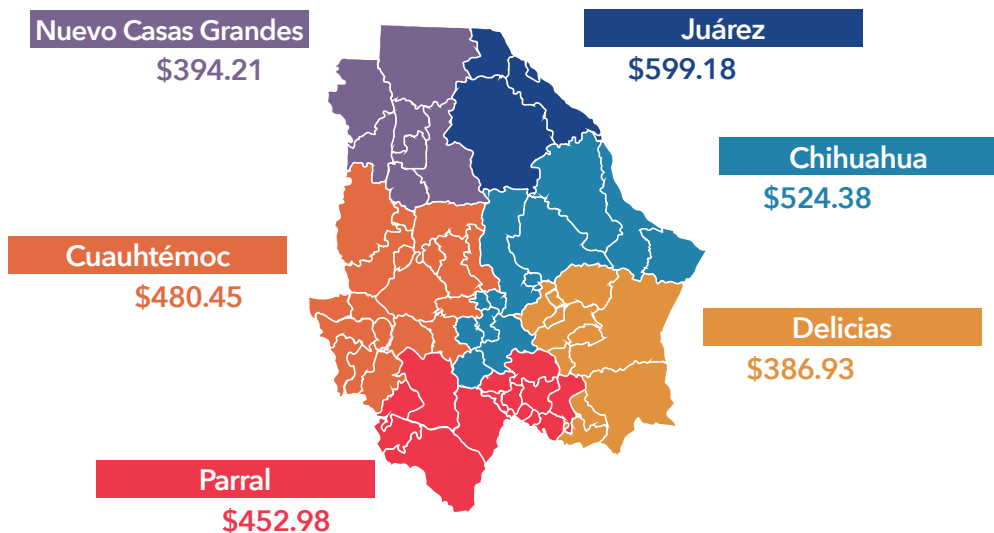 Nuevo Casas Grandes
$394.21
Juárez
$599.18
Chihuahua
$524.38
Cuauhtémoc
$480.45
Delicias
$386.93
Parral
$452.98